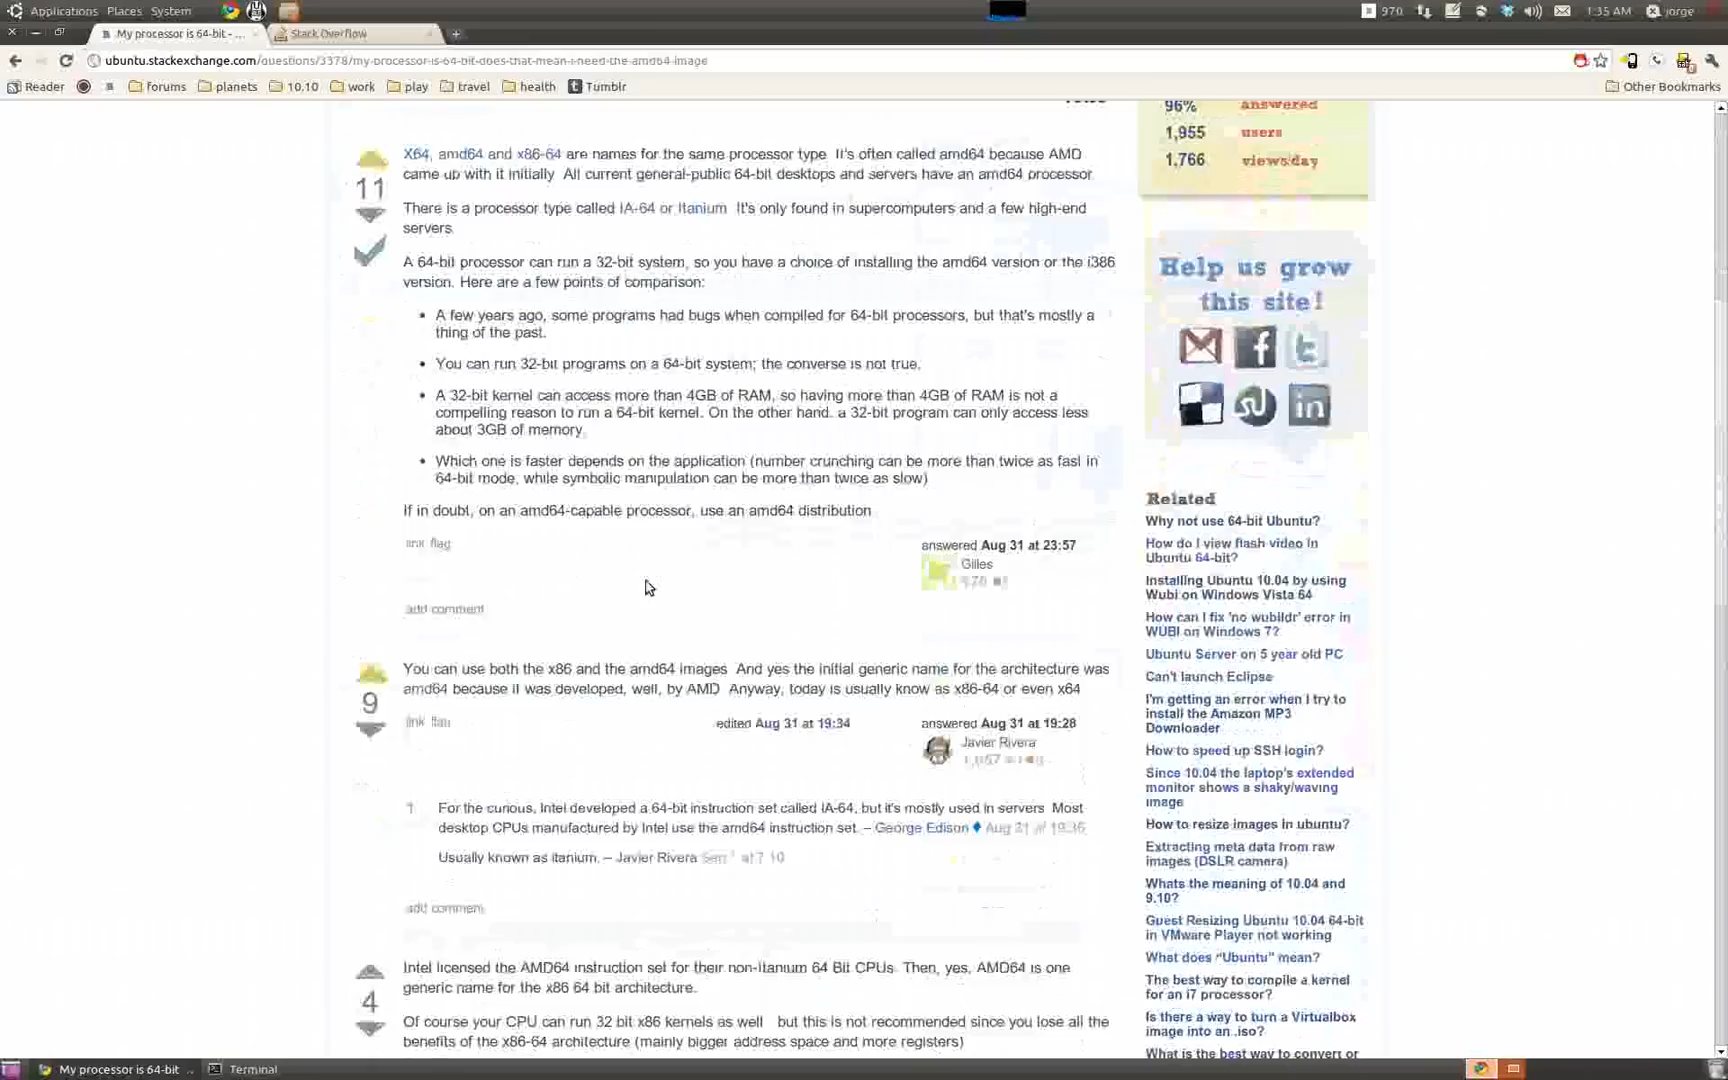 Applications Places System
970
1:35 AM
jorge
My processor is 64-bit - ...
Stack Overflow
ubuntu.stackexchange.com/questions/3378/my-processor-is-64-bit-does-that-mean-i-need-the-amd64-image
Reader
forums
planets
10.10
work
play
travel
health
Tumblr
Other Bookmarks
X64, amd64 and x86-64 are names for the same processor type It's often called amd64 because AMD
came up with it initially All current general-public 64-bit desktops and servers have an amd64 processor
11
There is a processor type called IA-64 or Itanium It's only found in supercomputers and a few high-end
servers
A 64-bit processor can run a 32-bit system, so you have a choice of installing the amd64 version or the i386
version. Here are a few points of comparison:
• A few years ago, some programs had bugs when compiled for 64-bit processors, but that's mostly a
thing of the past.
• You can run 32-bit programs on a 64-bit system; the converse is not true.
• A 32-bit kernel can access more than 4GB of RAM, so having more than 4GB of RAM is not a
compelling reason to run a 64-bit kernel. On the other hand. a 32-bit program can only access less
about 3GB of memory.
• Which one is faster depends on the application (number crunching can be more than twice as fast in
64-bit mode, while symbolic manipulation can be more than twice as slow)
If in doubt, on an amd64-capable processor, use an amd64 distribution
link flag
answered Aug 31 at 23:57
Gilles
add comment
You can use both the x86 and the amd64 images And yes the initial generic name for the architecture was
amd64 because it was developed, well, by AMD Anyway, today is usually know as x86-64 or even x64
9
link flag
edited Aug 31 at 19:34
answered Aug 31 at 19:28
Javier Rivera
1 For the curious, Intel developed a 64-bit instruction set called IA-64, but it's mostly used in servers Most
desktop CPUs manufactured by Intel use the amd64 instruction set. – George Edison ♦ Aug 31 at 19:36
Usually known as Itanium. – Javier Rivera
add comment
Intel licensed the AMD64 instruction set for their non-Itanium 64 Bit CPUs. Then, yes, AMD64 is one
generic name for the x86 64 bit architecture.
4
Of course your CPU can run 32 bit x86 kernels as well but this is not recommended since you lose all the
benefits of the x86-64 architecture (mainly bigger address space and more registers)
96% answered
1,955 users
1,766 views/day
Help us grow
this site!
Related
Why not use 64-bit Ubuntu?
How do I view flash video in
Ubuntu 64-bit?
Installing Ubuntu 10.04 by using
Wubi on Windows Vista 64
How can I fix 'no wubildr' error in
WUBI on Windows 7?
Ubuntu Server on 5 year old PC
Can't launch Eclipse
I'm getting an error when I try to
install the Amazon MP3
Downloader
How to speed up SSH login?
Since 10.04 the laptop's extended
monitor shows a shaky/waving
image
How to resize images in ubuntu?
Extracting meta data from raw
images (DSLR camera)
Whats the meaning of 10.04 and
9.10?
Guest Resizing Ubuntu 10.04 64-bit
in VMware Player not working
What does "Ubuntu" mean?
The best way to compile a kernel
for an i7 processor?
Is there a way to turn a Virtualbox
image into an .iso?
What is the best way to convert or
My processor is 64-bit ...
Terminal